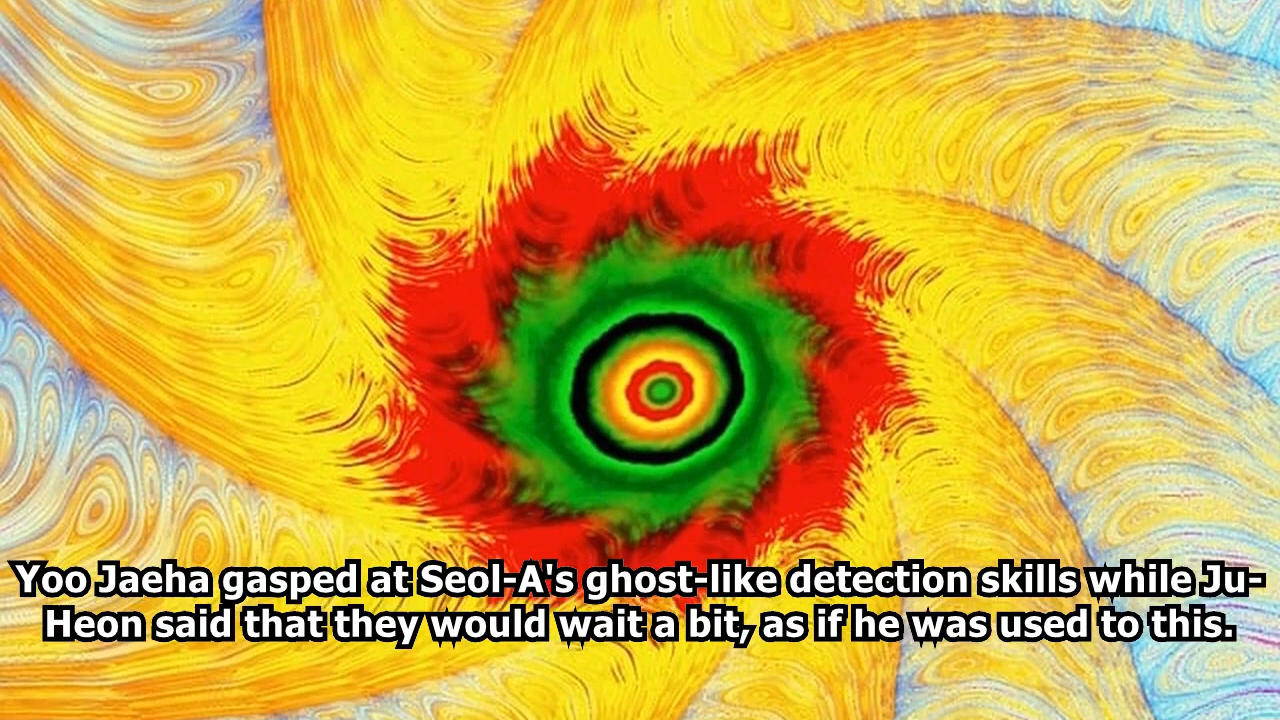 Yoo Jaeha gasped at Seol-A's ghost-like detection skills while Ju-
Heon said that they would wait a bit, as if he was used to this.